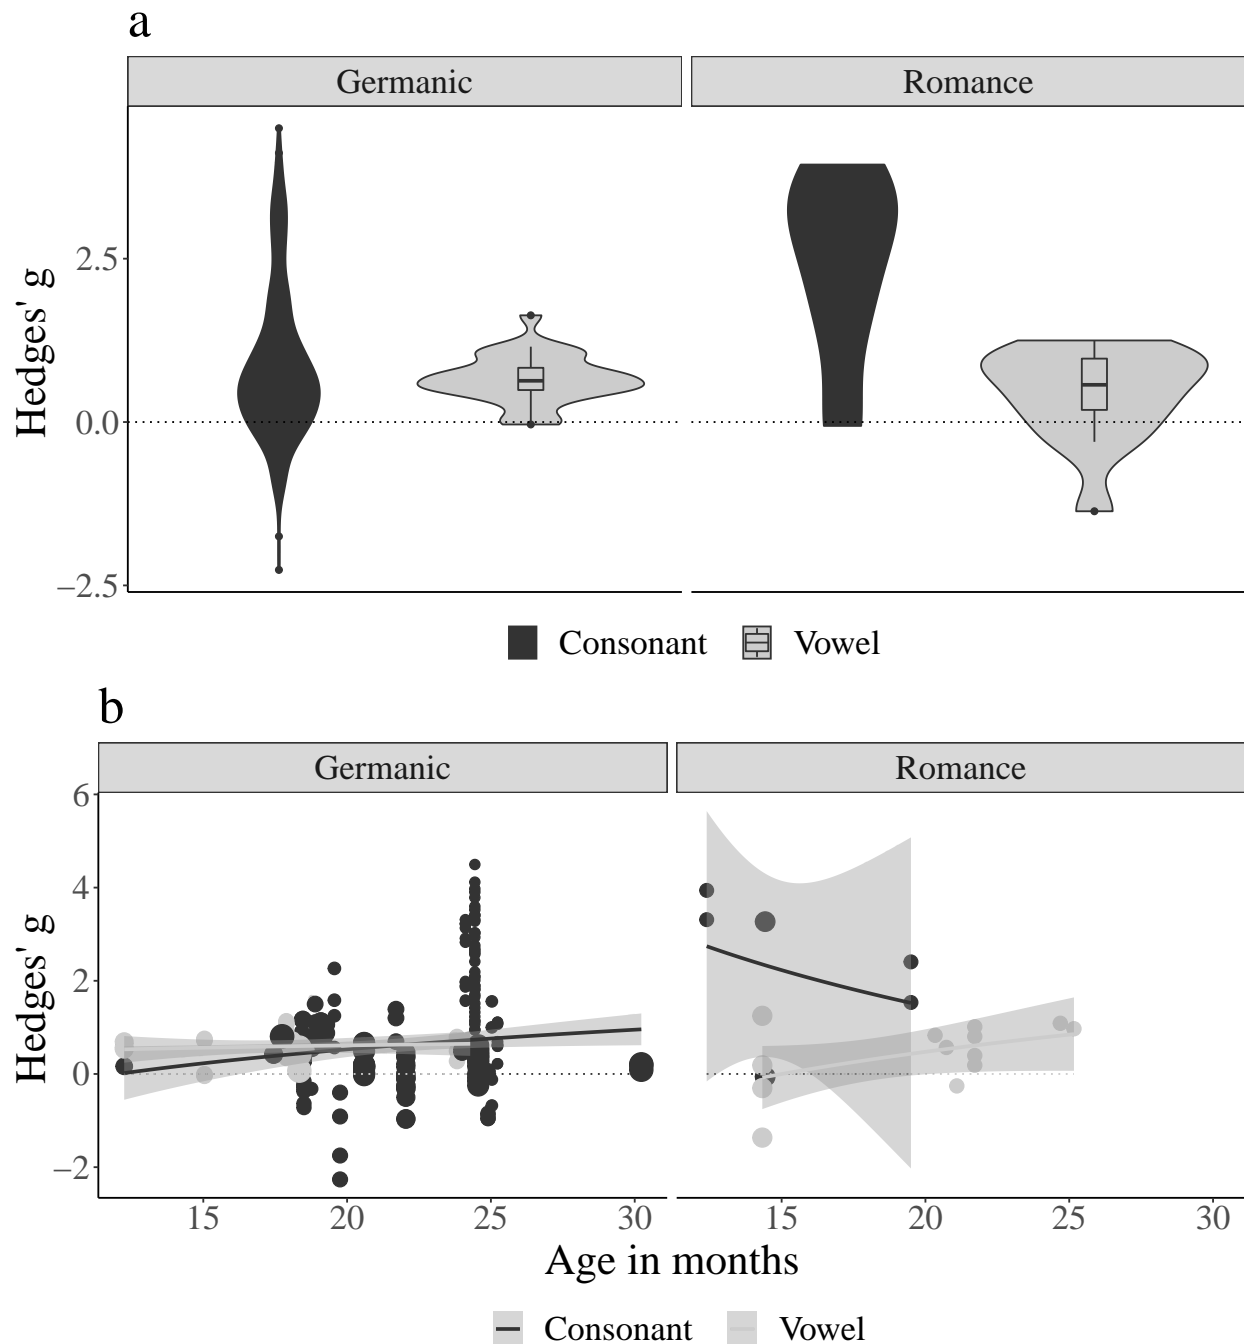 a
Germanic Romance
Hedges' g
2.5
0.0
−2.5
Consonant Vowel
b
Germanic Romance
Hedges' g
6
4
2
0
−2
15 20 25 30 15 20 25 30
Age in months
Consonant Vowel